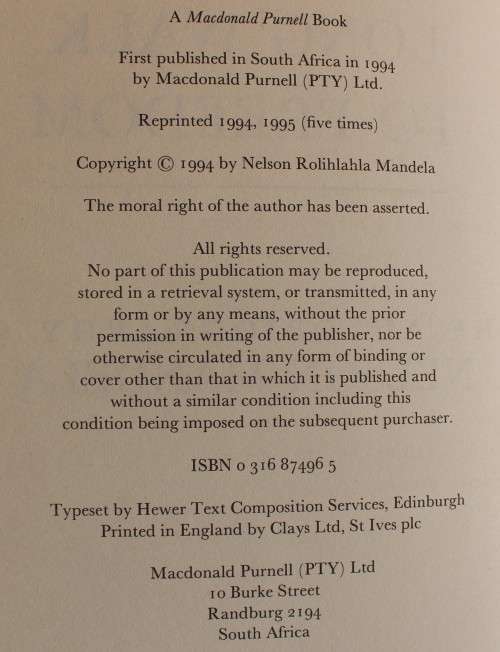 A Macdonald Purnell Book
First published in South Africa in 1994
by Macdonald Purnell (PTY) Ltd.
Reprinted 1994, 1995 (five times)
Copyright © 1994 by Nelson Rolihlahla Mandela
The moral right of the author has been asserted.
All rights reserved.
No part of this publication may be reproduced,
stored in a retrieval system, or transmitted, in any
form or by any means, without the prior
permission in writing of the publisher, nor be
otherwise circulated in any form of binding or
cover other than that in which it is published and
without a similar condition including this
condition being imposed on the subsequent purchaser.
ISBN 0 316 87496 5
Typeset by Hewer Text Composition Services, Edinburgh
Printed in England by Clays Ltd, St Ives plc
Macdonald Purnell (PTY) Ltd
10 Burke Street
Randburg 2194
South Africa